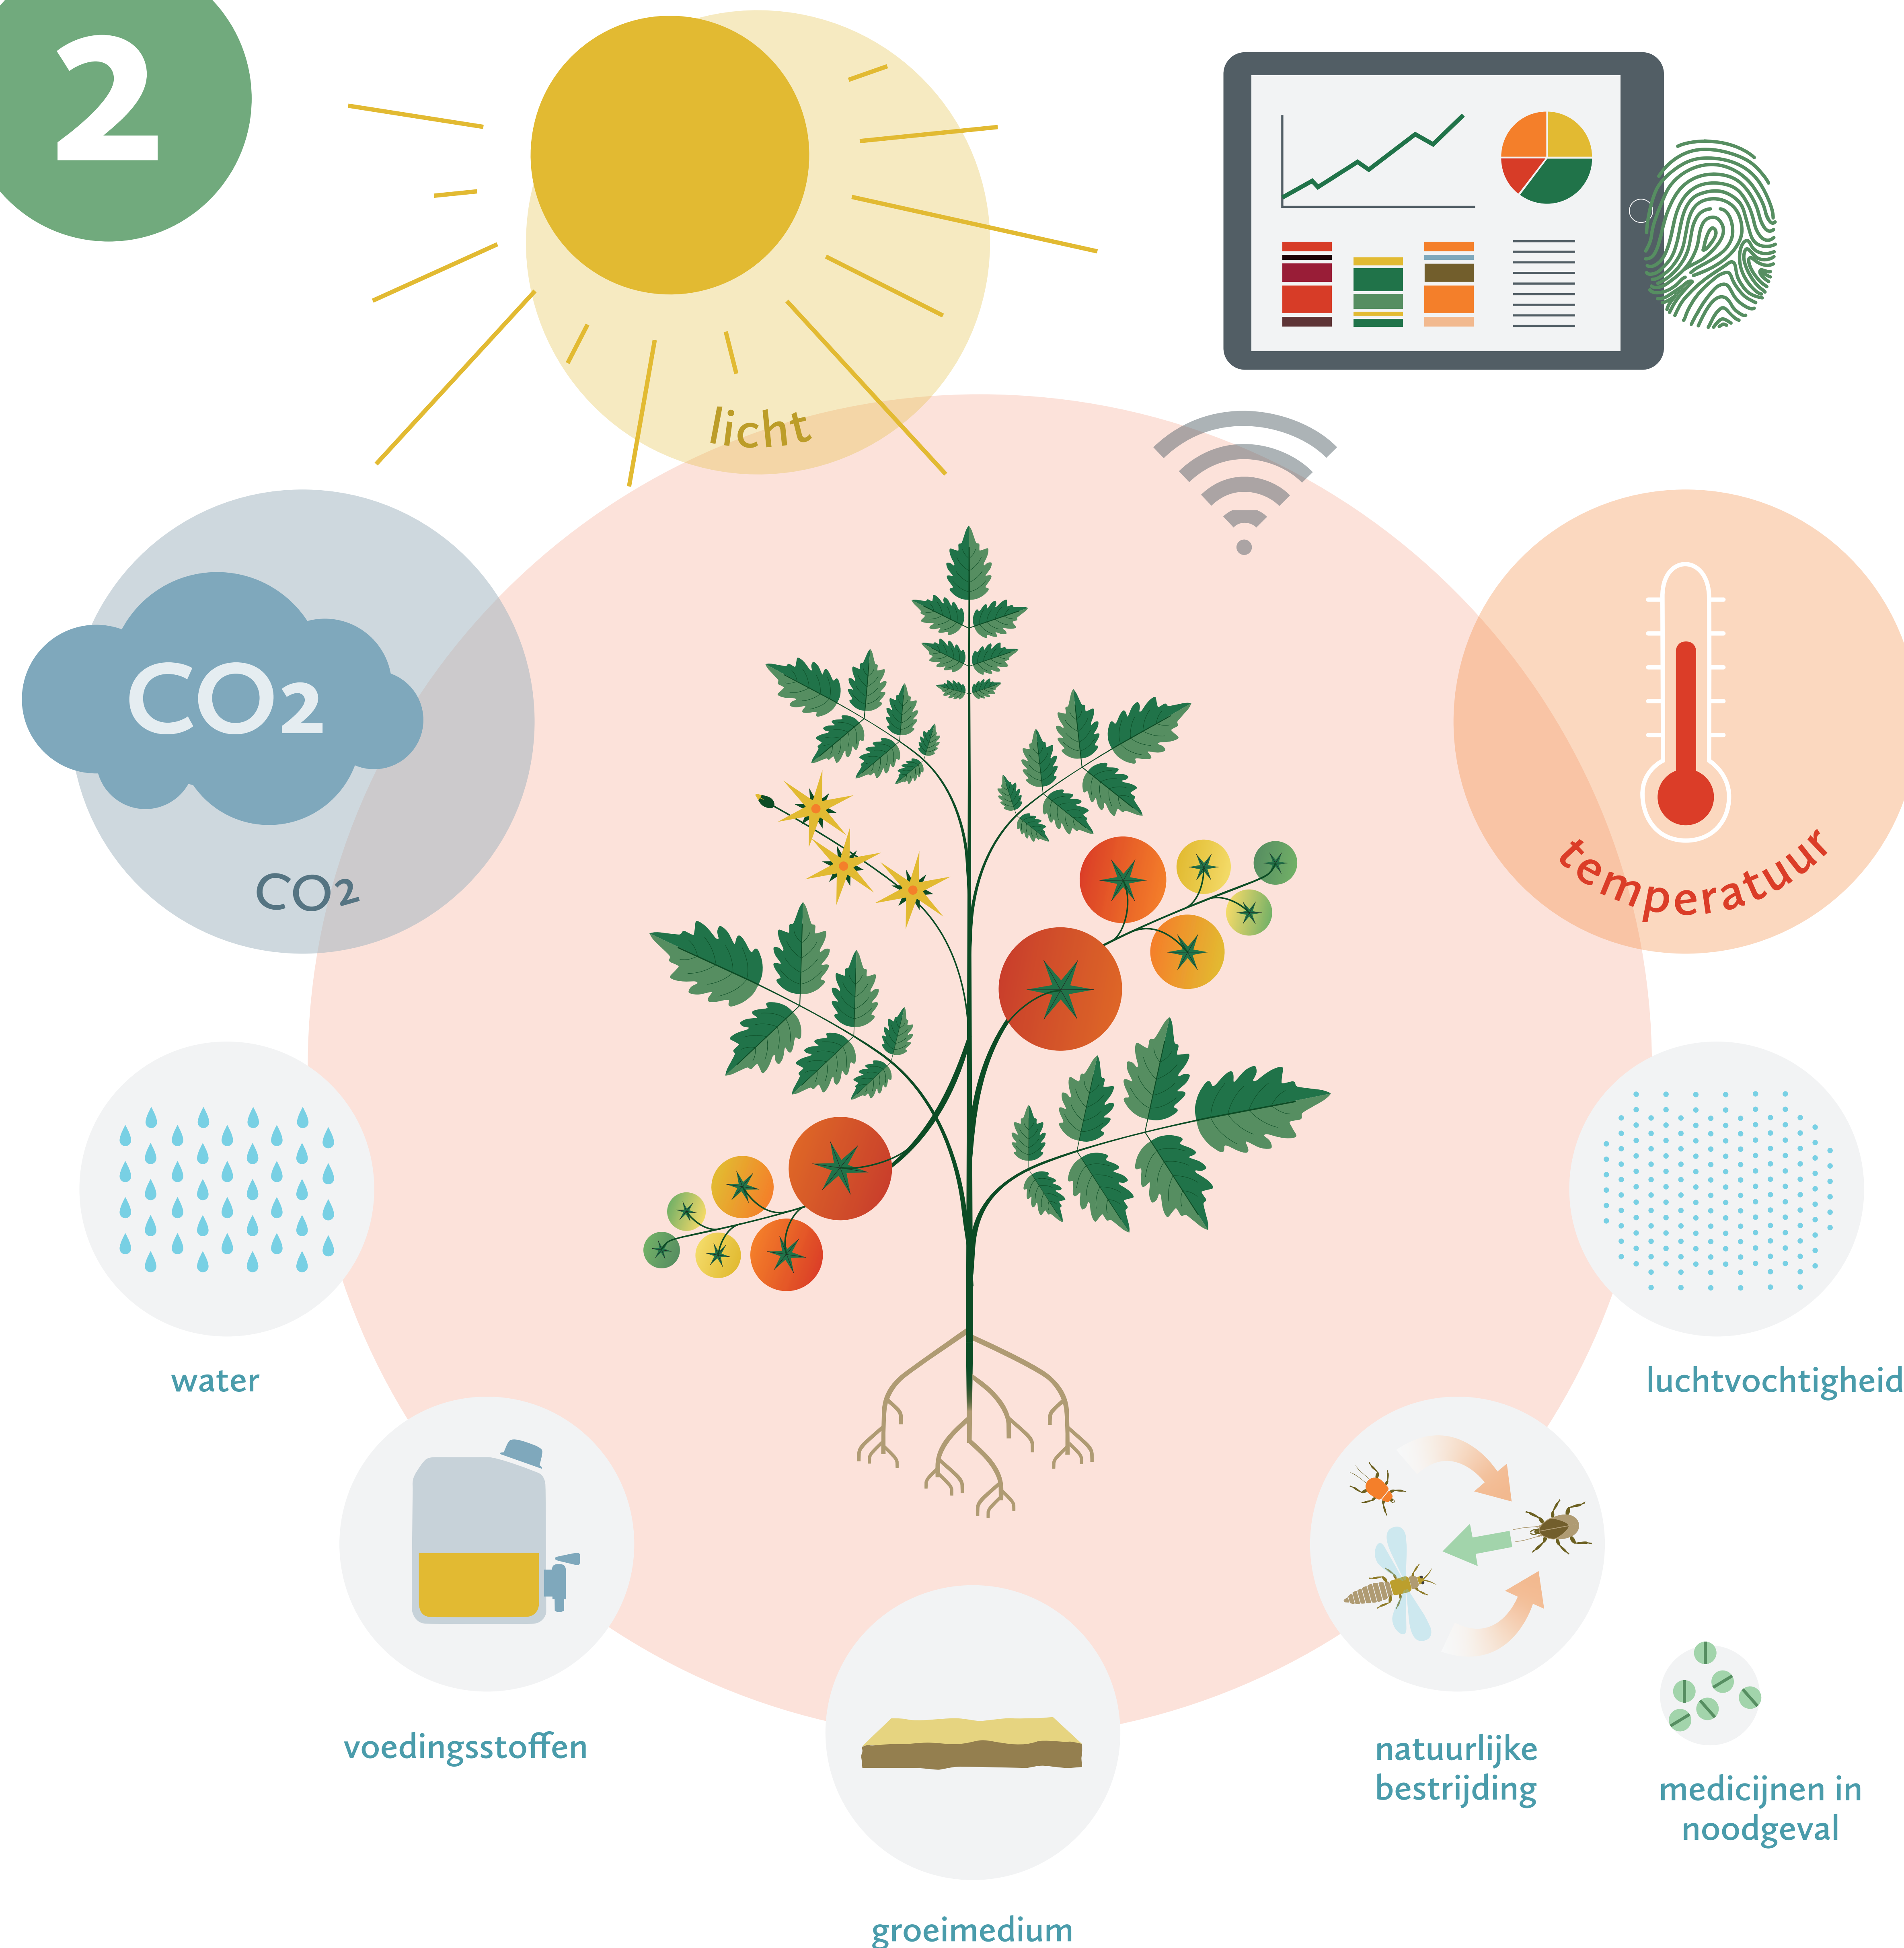 2
licht
CO2
CO2
temperatuur
water
luchtvochtigheid
voedingsstoffen
natuurlijke
bestrijding
medicijnen in
noodgeval
groeimedium